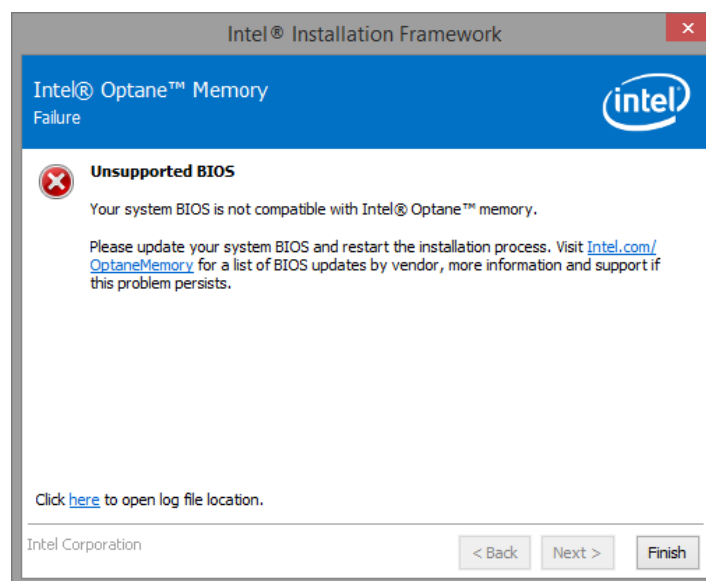 Intel® Installation Framework
Intel® Optane™ Memory
Failure
intel
Unsupported BIOS
Your system BIOS is not compatible with Intel® Optane™ memory.
Please update your system BIOS and restart the installation process. Visit Intel.com/
OptaneMemory for a list of BIOS updates by vendor, more information and support if
this problem persists.
Click here to open log file location.
Intel Corporation
< Back Next > Finish